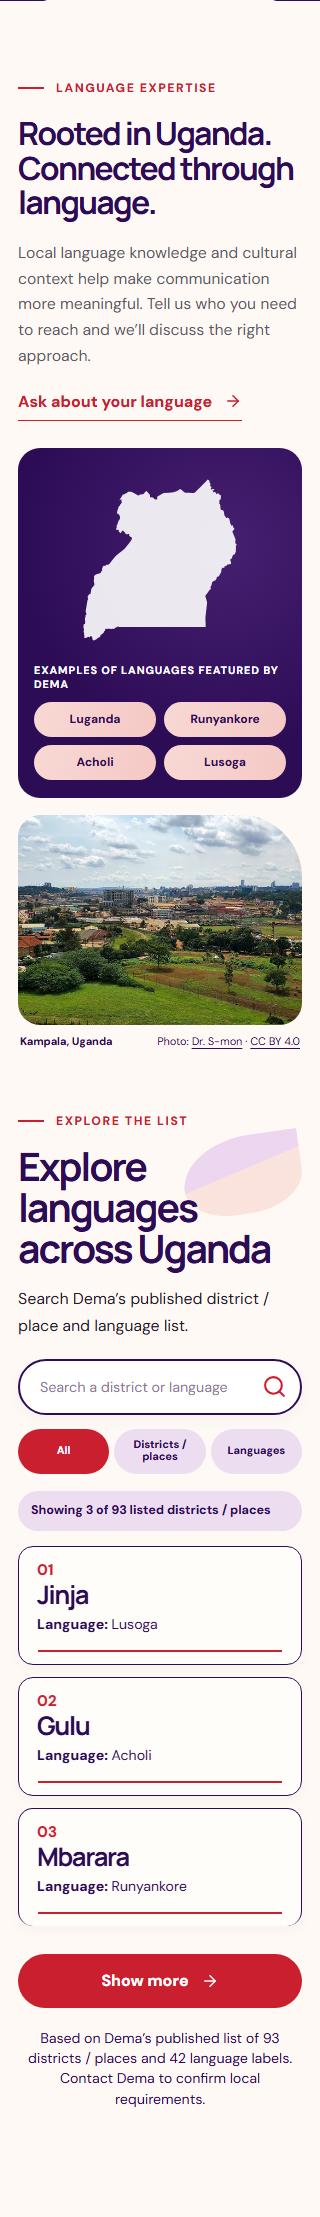 LANGUAGE EXPERTISE
Rooted in Uganda.
Connected through
language.
Local language knowledge and cultural
context help make communication
more meaningful. Tell us who you need
to reach and we’ll discuss the right
approach.
Ask about your language →
EXAMPLES OF LANGUAGES FEATURED BY
DEMA
Luganda Runyankore
Acholi Lusoga
Kampala, Uganda Photo: Dr. S-mon · CC BY 4.0
EXPLORE THE LIST
Explore
languages
across Uganda
Search Dema’s published district /
place and language list.
Search a district or language
All Districts / places Languages
Showing 3 of 93 listed districts / places
01
Jinja
Language: Lusoga
02
Gulu
Language: Acholi
03
Mbarara
Language: Runyankore
Show more →
Based on Dema’s published list of 93
districts / places and 42 language labels.
Contact Dema to confirm local
requirements.